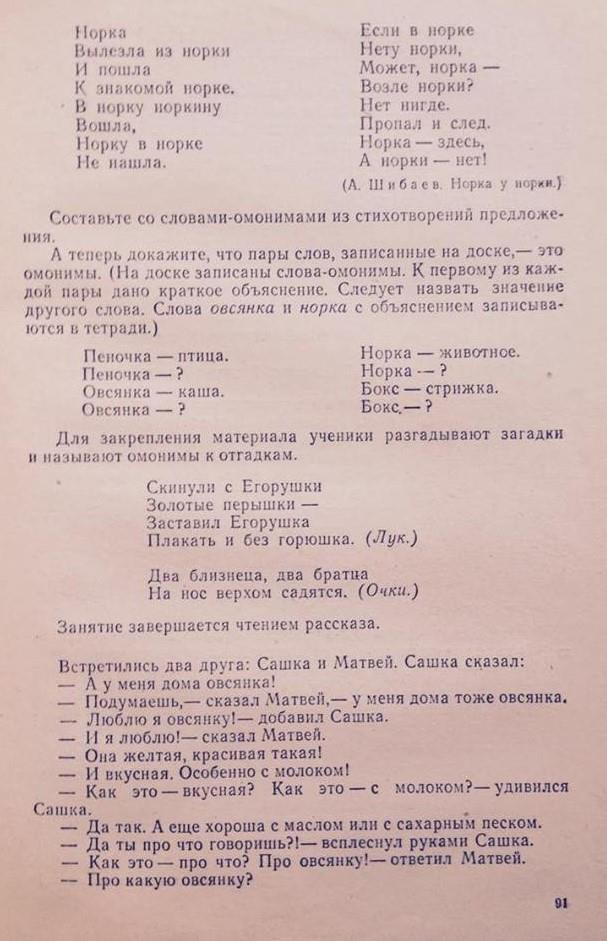 Норка
Вылезла из норки
И пошла
К знакомой норке.
В норку норкину
Вошла,
Норку в норке
Не нашла.
Если в норке
Нету норки,
Может, норка —
Возле норки?
Нет нигде.
Пропал и след.
Норка — здесь,
А норки — нет!
(А. Шибаев. Норка у норки.)
Составьте со словами-омонимами из стихотворений предложе-
ния.
А теперь докажите, что пары слов, записанные на доске,— это
омонимы. (На доске записаны слова-омонимы. К первому из каж-
дой пары дано краткое объяснение. Следует назвать значение
другого слова. Слова овсянка и норка с объяснением записыва-
ются в тетради.)
Пеночка — птица.
Пеночка — ?
Овсянка — каша.
Овсянка — ?
Норка — животное.
Норка — ?
Бокс — стрижка.
Бокс — ?
Для закрепления материала ученики разгадывают загадки
и называют омонимы к отгадкам.
Скинули с Егорушки
Золотые перышки —
Заставил Егорушка
Плакать и без горюшка. (Лук.)
Два близнеца, два братца
На нос верхом садятся. (Очки.)
Занятие завершается чтением рассказа.
Встретились два друга: Сашка и Матвей. Сашка сказал:
— А у меня дома овсянка!
— Подумаешь,— сказал Матвей,— у меня дома тоже овсянка.
— Люблю я овсянку!— добавил Сашка.
— И я люблю!— сказал Матвей.
— Она желтая, красивая такая!
— И вкусная. Особенно с молоком!
— Как это — вкусная? Как это — с молоком?— удивился
Сашка.
— Да так. А еще хороша с маслом или с сахарным песком.
— Да ты про что говоришь?!— всплеснул руками Сашка.
— Как это — про что? Про овсянку!— ответил Матвей.
— Про какую овсянку?
91